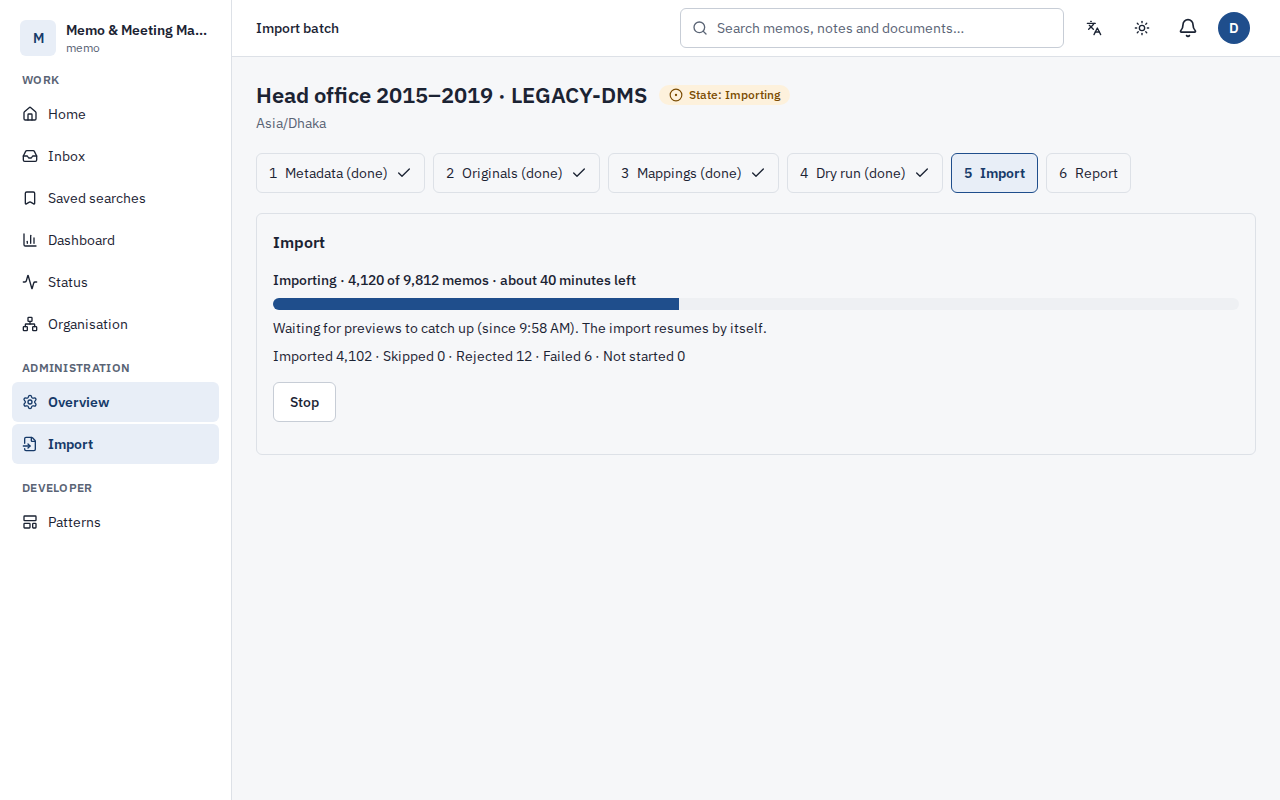 M
Memo & Meeting Ma...
memo
WORK
Home
Inbox
Saved searches
Dashboard
Status
Organisation
ADMINISTRATION
Overview
Import
DEVELOPER
Patterns
Import batch
Search memos, notes and documents...
D
Head office 2015–2019 · LEGACY-DMS
State: Importing
Asia/Dhaka
1 Metadata (done)
2 Originals (done)
3 Mappings (done)
4 Dry run (done)
5 Import
6 Report
Import
Importing · 4,120 of 9,812 memos · about 40 minutes left
Waiting for previews to catch up (since 9:58 AM). The import resumes by itself.
Imported 4,102 · Skipped 0 · Rejected 12 · Failed 6 · Not started 0
Stop